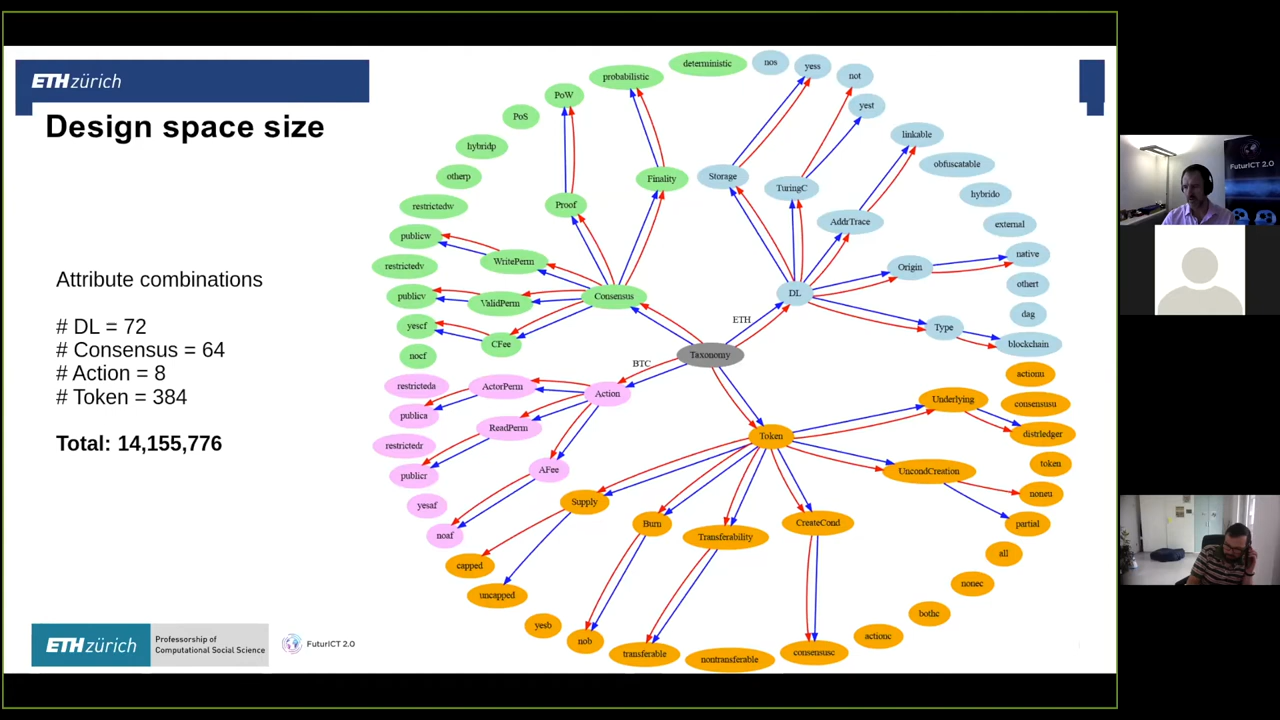 ETH zürich
Design space size
Attribute combinations
# DL = 72
# Consensus = 64
# Action = 8
# Token = 384
Total: 14,155,776
deterministic
nos
yess
not
yest
linkable
obfuscatable
hybrido
external
native
othert
dag
blockchain
probabilistic
PoW
PoS
hybridp
otherp
restrictedw
publicw
restrictedv
publicv
yescf
nocf
Finality
Proof
WritePerm
ValidPerm
CFee
Consensus
Storage
TuringC
AddrTrace
Origin
Type
DL
ETH
Taxonomy
BTC
restricteda
publica
restrictedr
publicr
yesaf
noaf
ActorPerm
ReadPerm
AFee
Action
Token
Underlying
UncondCreation
Supply
Burn
Transferability
CreateCond
actionu
consensusu
distrledger
token
noneu
partial
all
nonec
bothc
actionc
consensusc
nontransferable
transferable
nob
yesb
uncapped
capped
ETH zürich
Professorship of
Computational Social Science
FuturICT 2.0
FuturICT 2.0